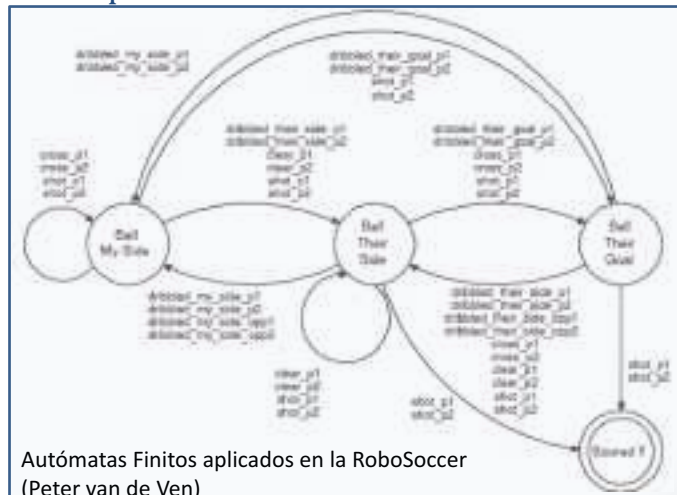 dribbled_my_side_p1
dribbled_my_side_p2
dribbled_their_goal_p1
dribbled_their_goal_p2
shot_p1
shot_p2
cross_p1
cross_p2
shot_p1
shot_p2
dribbled_their_side_p1
dribbled_their_side_p2
clear_p1
clear_p2
shot_p1
shot_p2
dribbled_their_goal_p1
dribbled_their_goal_p2
cross_p1
cross_p2
shot_p1
shot_p2
Ball
My Side
Ball
Their
Side
Ball
Their
Goal
dribbled_my_side_p1
dribbled_my_side_p2
dribbled_my_side_opp1
dribbled_my_side_opp2
dribbled_their_side_p1
dribbled_their_side_p2
dribbled_their_side_opp1
dribbled_their_side_opp2
cross_p1
cross_p2
clear_p1
clear_p2
shot_p1
shot_p2
clear_p1
clear_p2
shot_p1
shot_p2
shot_p1
shot_p2
shot_p1
shot_p2
Scored
Autómatas Finitos aplicados en la RoboSoccer
(Peter van de Ven)